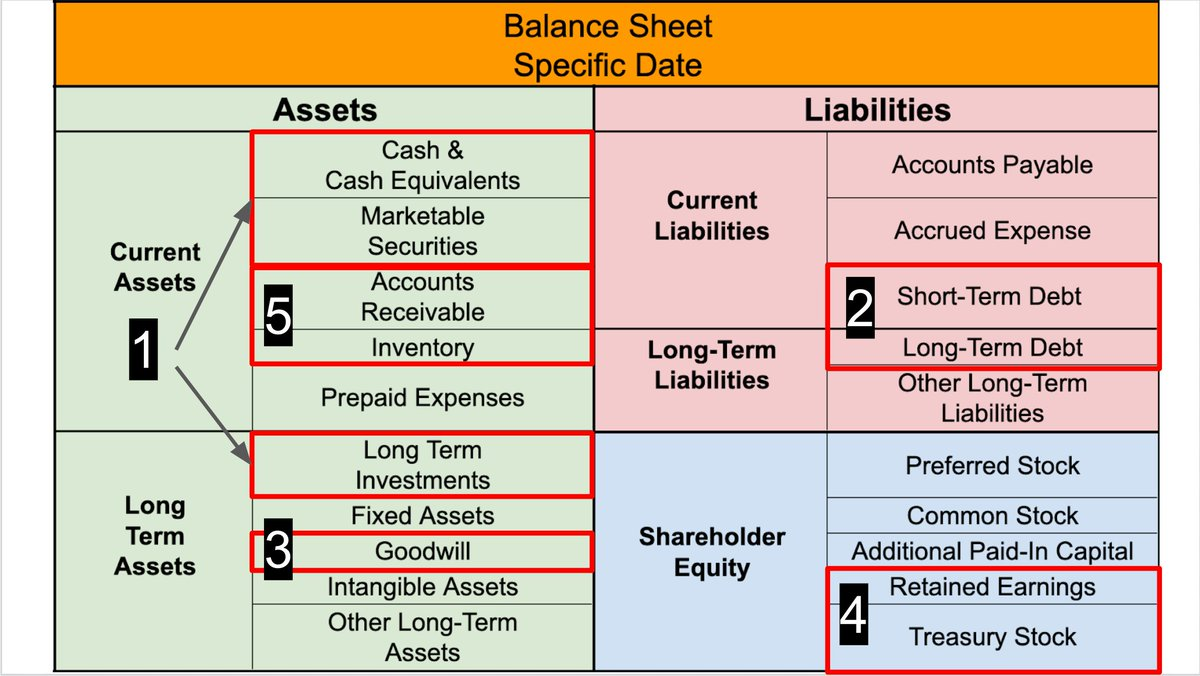 Balance Sheet
Specific Date
Assets
Liabilities
Current
Assets
1
Cash &
Cash Equivalents
Marketable
Securities
5
Accounts
Receivable
Inventory
Prepaid Expenses
Long
Term
Assets
Long Term
Investments
Fixed Assets
3
Goodwill
Intangible Assets
Other Long-Term
Assets
Current
Liabilities
Accounts Payable
Accrued Expense
2
Short-Term Debt
Long-Term
Liabilities
Long-Term Debt
Other Long-Term
Liabilities
Shareholder
Equity
Preferred Stock
Common Stock
Additional Paid-In Capital
4
Retained Earnings
Treasury Stock